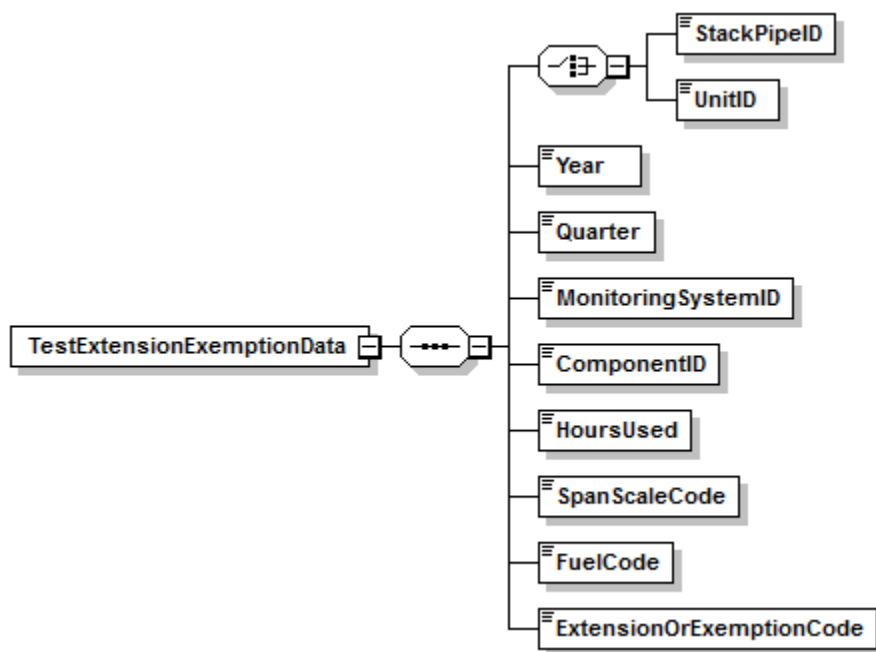 StackPipeID
UnitID
Year
Quarter
MonitoringSystemID
TestExtensionExemptionData
ComponentID
HoursUsed
SpanScaleCode
FuelCode
ExtensionOrExemptionCode